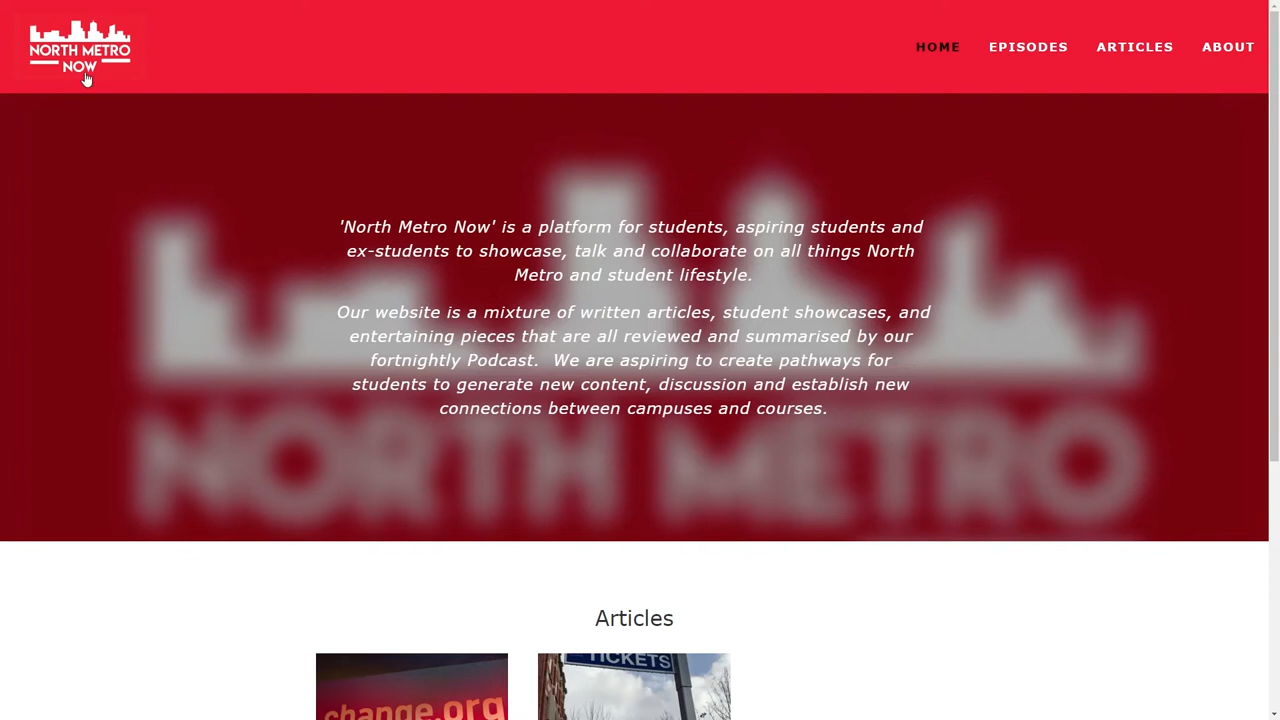 NORTH METRO
NOW
HOME EPISODES ARTICLES ABOUT
'North Metro Now' is a platform for students, aspiring students and
ex-students to showcase, talk and collaborate on all things North
Metro and student lifestyle.
Our website is a mixture of written articles, student showcases, and
entertaining pieces that are all reviewed and summarised by our
fortnightly Podcast.  We are aspiring to create pathways for
students to generate new content, discussion and establish new
connections between campuses and courses.
NORTH METRO
Articles
change.org
TICKETS